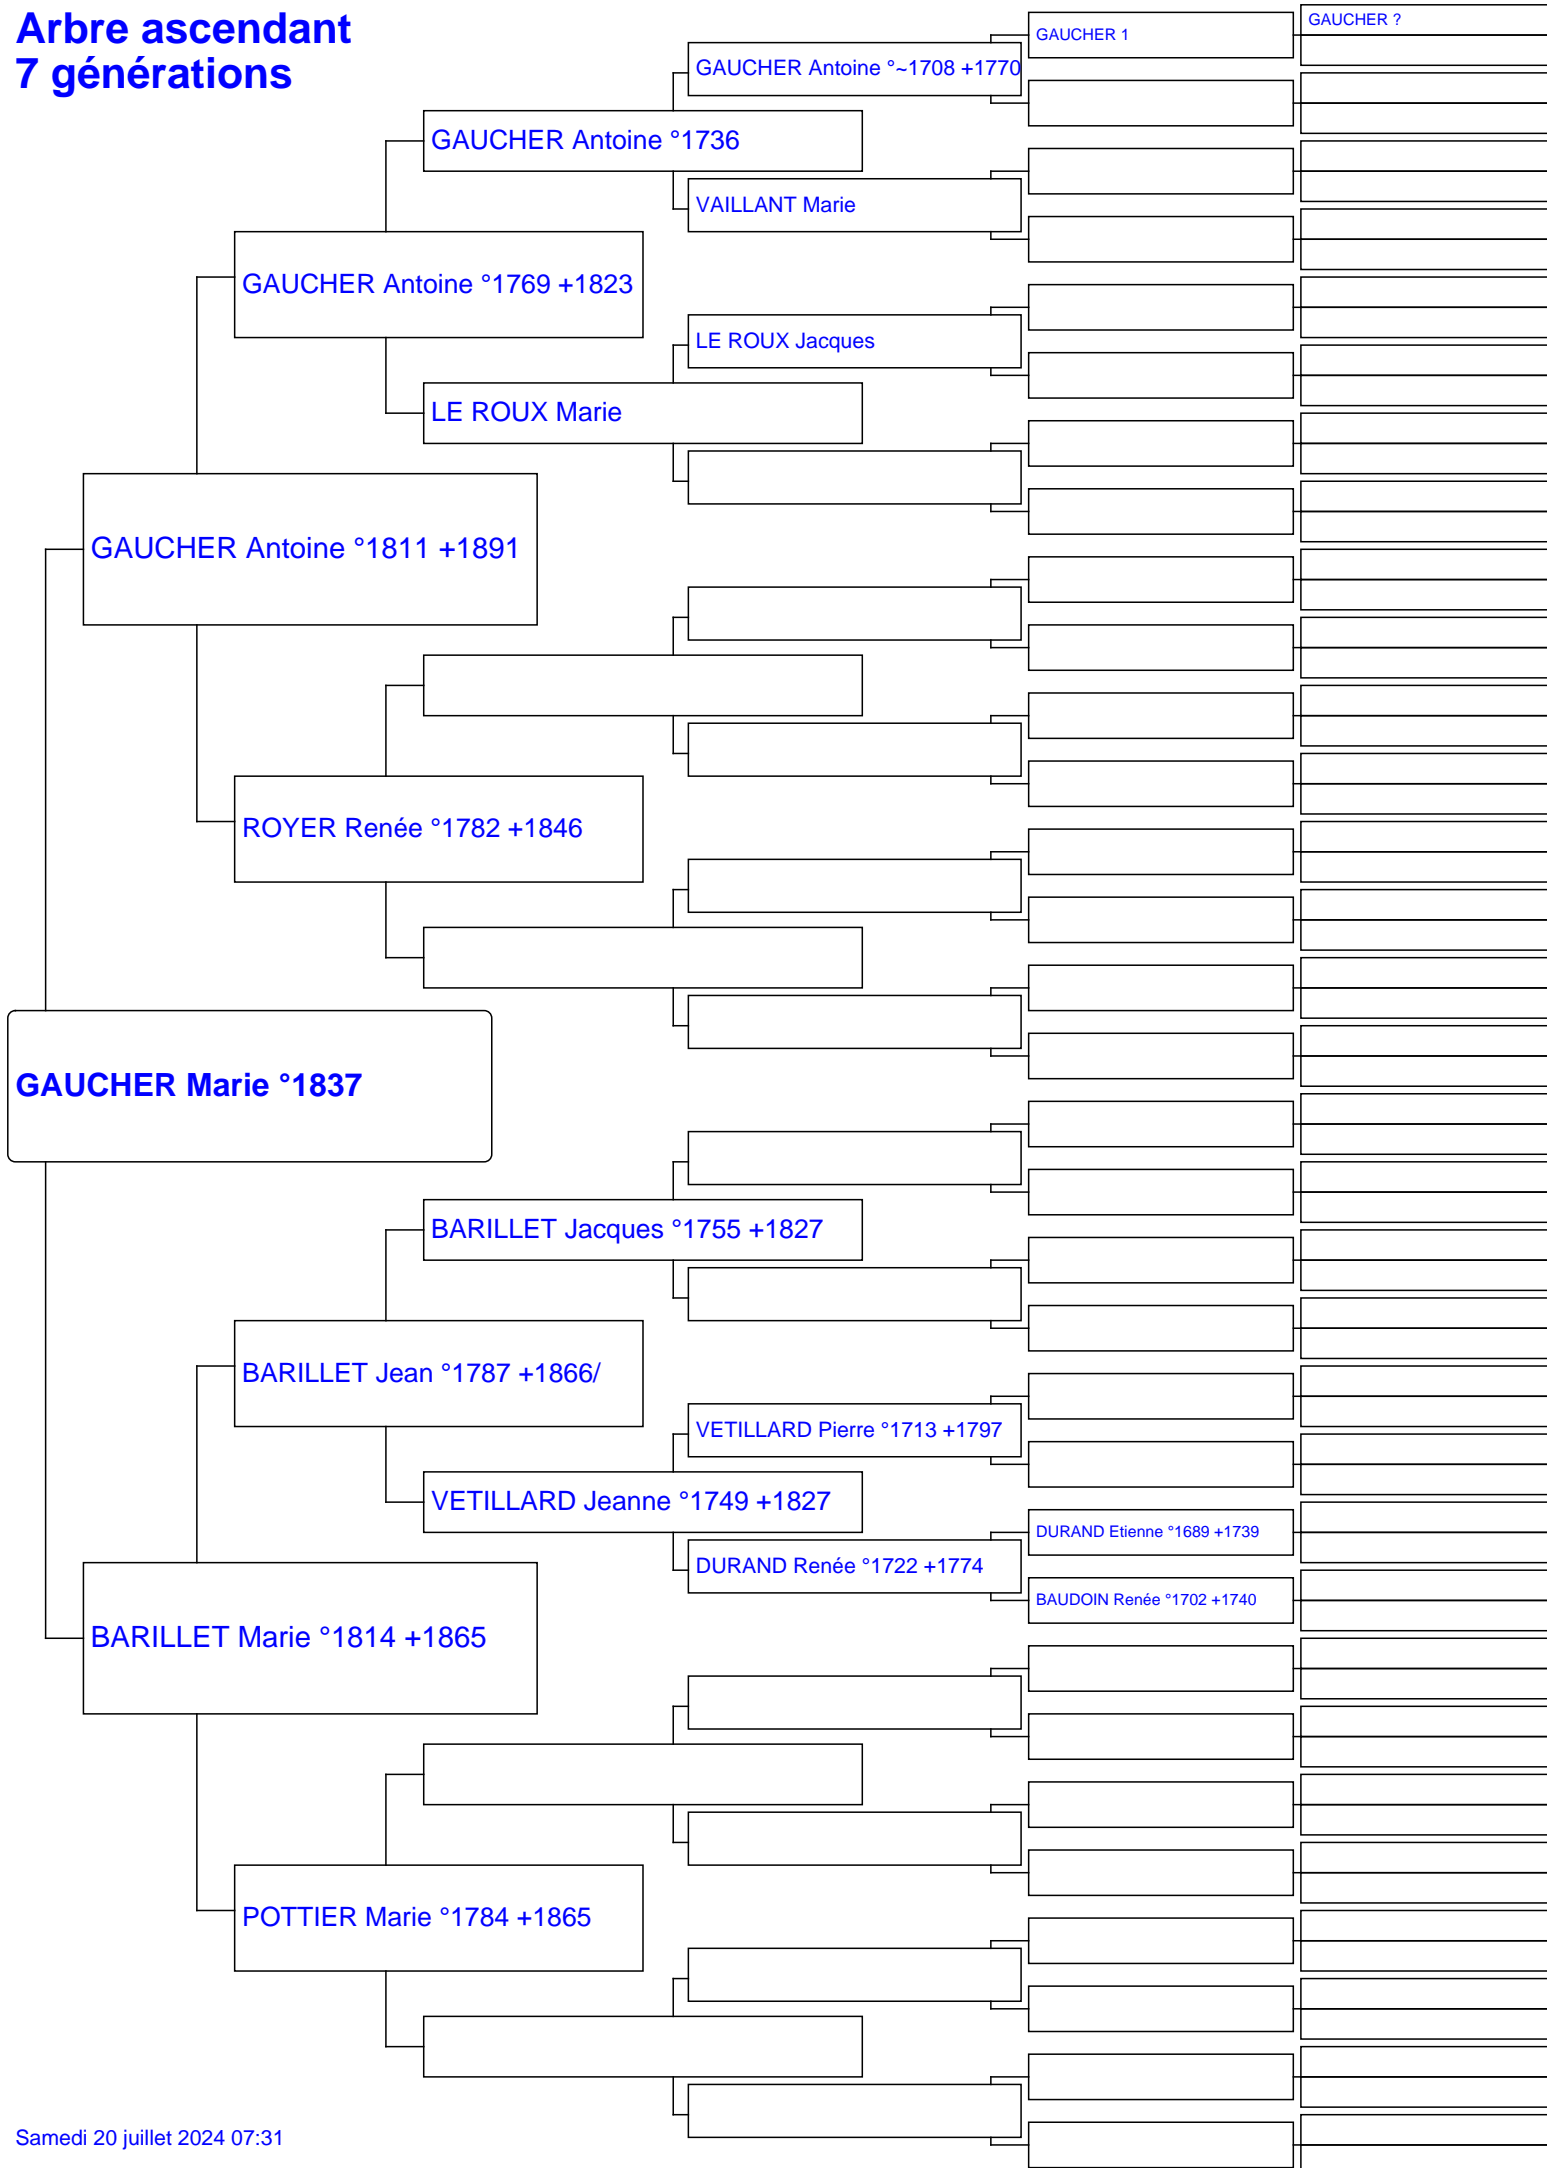 Arbre ascendant
7 générations
GAUCHER ?
GAUCHER 1
GAUCHER Antoine °~1708 +1770
GAUCHER Antoine °1736
VAILLANT Marie
GAUCHER Antoine °1769 +1823
LE ROUX Jacques
LE ROUX Marie
GAUCHER Antoine °1811 +1891
ROYER Renée °1782 +1846
GAUCHER Marie °1837
BARILLET Jacques °1755 +1827
BARILLET Jean °1787 +1866/
VETILLARD Pierre °1713 +1797
VETILLARD Jeanne °1749 +1827
DURAND Etienne °1689 +1739
DURAND Renée °1722 +1774
BAUDOIN Renée °1702 +1740
BARILLET Marie °1814 +1865
POTTIER Marie °1784 +1865
Samedi 20 juillet 2024 07:31